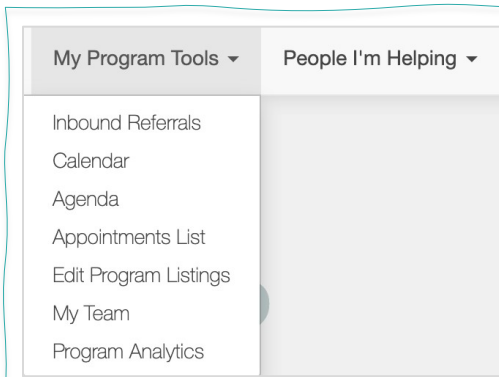 My Program Tools People I'm Helping
Inbound Referrals
Calendar
Agenda
Appointments List
Edit Program Listings
My Team
Program Analytics